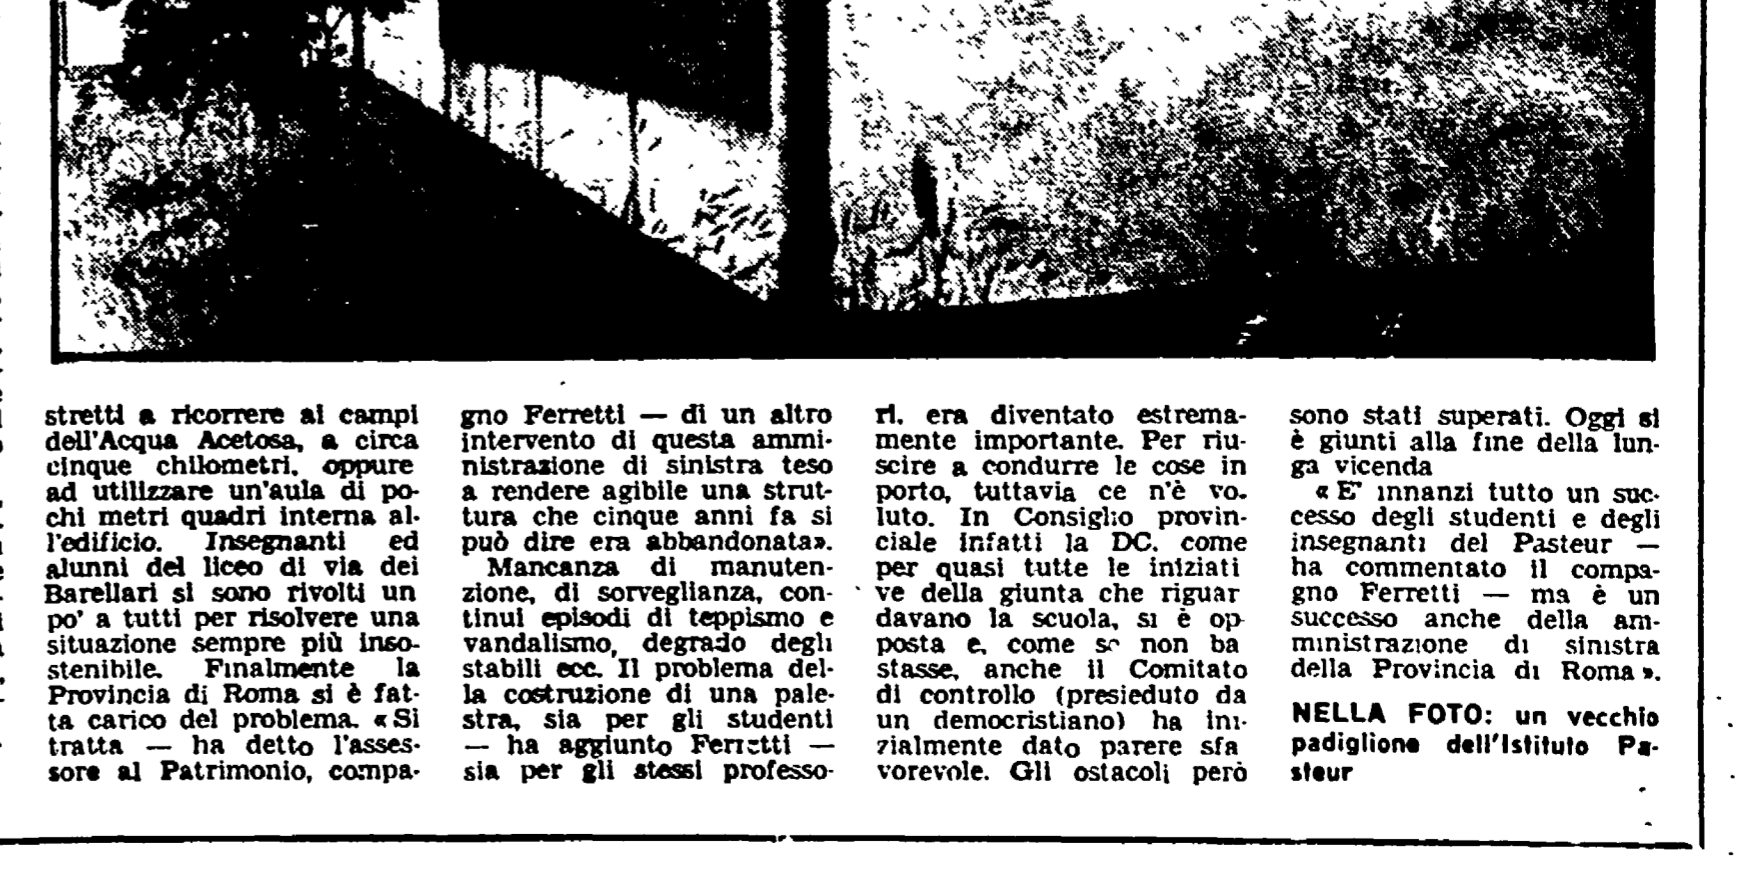 stretti a ricorrere ai campi
dell'Acqua Acetosa, a circa
cinque chilometri, oppure
ad utilizzare un'aula di po-
chi metri quadri interna al-
l'edificio. Insegnanti ed
alunni del liceo di via dei
Barellari si sono rivolti un
po' a tutti per risolvere una
situazione sempre più inso-
stenibile. Finalmente la
Provincia di Roma si è fat-
ta carico del problema. «Si
tratta — ha detto l'asses-
sore al Patrimonio, compa-
gno Ferretti — di un altro
intervento di questa ammi-
nistrazione di sinistra teso
a rendere agibile una strut-
tura che cinque anni fa si
può dire era abbandonata».
Mancanza di manuten-
zione, di sorveglianza, con-
tinui episodi di teppismo e
vandalismo, degrado degli
stabili ecc. Il problema del-
la costruzione di una pale-
stra, sia per gli studenti
— ha aggiunto Ferretti —
sia per gli stessi professo-
ri, era diventato estrema-
mente importante. Per riu-
scire a condurre le cose in
porto, tuttavia ce n'è vo-
luto. In Consiglio provin-
ciale infatti la DC, come
per quasi tutte le iniziati
ve della giunta che riguar
davano la scuola, si è op-
posta e, come se non ba
stasse, anche il Comitato
di controllo (presieduto da
un democristiano) ha ini-
zialmente dato parere sfa
vorevole. Gli ostacoli però
sono stati superati. Oggi si
è giunti alla fine della lun-
ga vicenda
«E' innanzi tutto un suc-
cesso degli studenti e degli
insegnanti del Pasteur —
ha commentato il compa-
gno Ferretti — ma è un
successo anche della am-
ministrazione di sinistra
della Provincia di Roma».
NELLA FOTO: un vecchio
padiglione dell'Istituto Pa-
steur